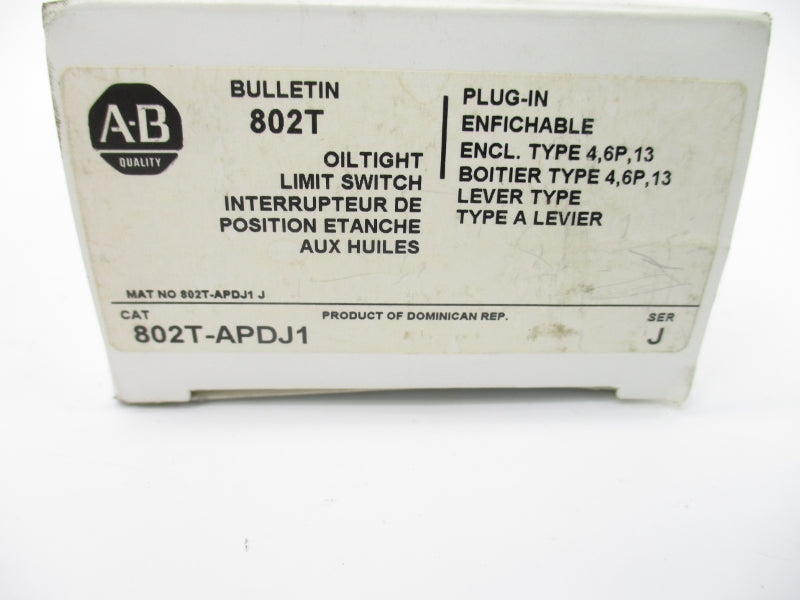 A-B
QUALITY
BULLETIN
802T
OILTIGHT
LIMIT SWITCH
INTERRUPTEUR DE
POSITION ETANCHE
AUX HUILES
PLUG-IN
ENFICHABLE
ENCL. TYPE 4,6P,13
BOITIER TYPE 4,6P,13
LEVER TYPE
TYPE A LEVIER
MAT NO 802T-APDJ1 J
CAT
802T-APDJ1
PRODUCT OF DOMINICAN REP.
SER
J